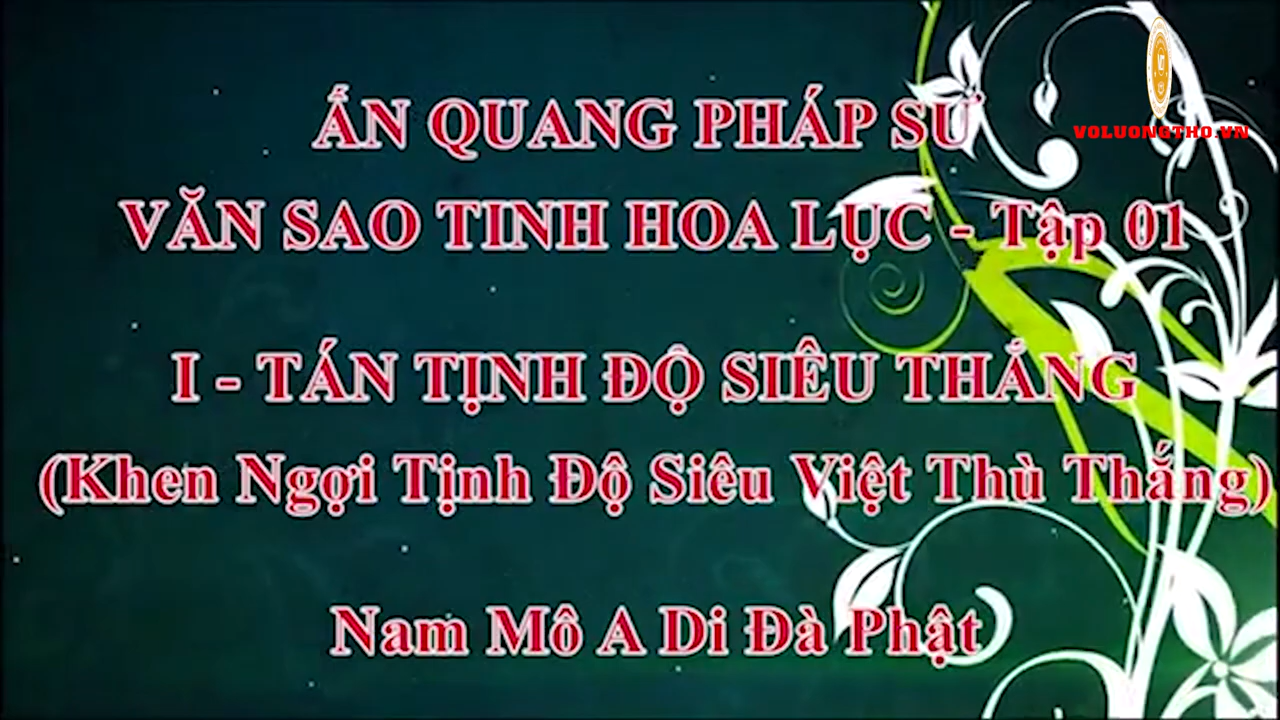 VOLUONGTHO.VN
ẤN QUANG PHÁP SƯ
VĂN SAO TINH HOA LỤC - Tập 01
I - TÁN TỊNH ĐỘ SIÊU THẮNG
(Khen Ngợi Tịnh Độ Siêu Việt Thù Thắng)
Nam Mô A Di Đà Phật